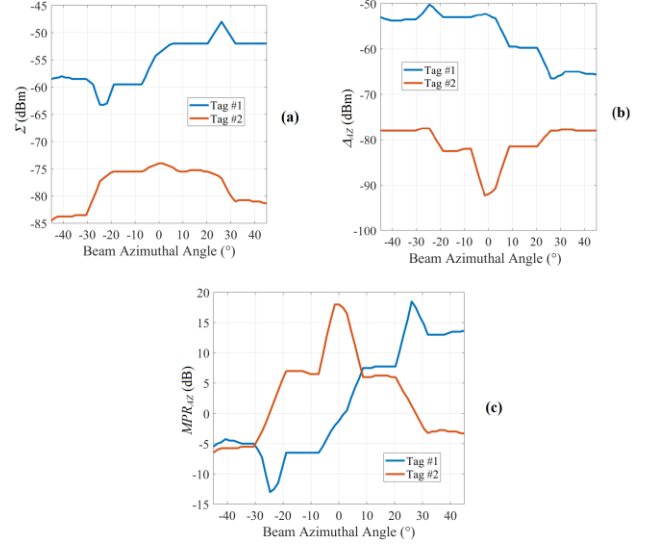 -45
-50
-55
-60
-65
-70
-75
-80
-85
Σ (dBm)
Tag #1
Tag #2
-40 -30 -20 -10 0 10 20 30 40
Beam Azimuthal Angle (°)
(a)
-50
-60
-70
-80
-90
-100
Δ_AZ (dBm)
Tag #1
Tag #2
-40 -30 -20 -10 0 10 20 30 40
Beam Azimuthal Angle (°)
(b)
20
15
10
5
0
-5
-10
-15
MPR_AZ (dB)
Tag #1
Tag #2
-40 -30 -20 -10 0 10 20 30 40
Beam Azimuthal Angle (°)
(c)